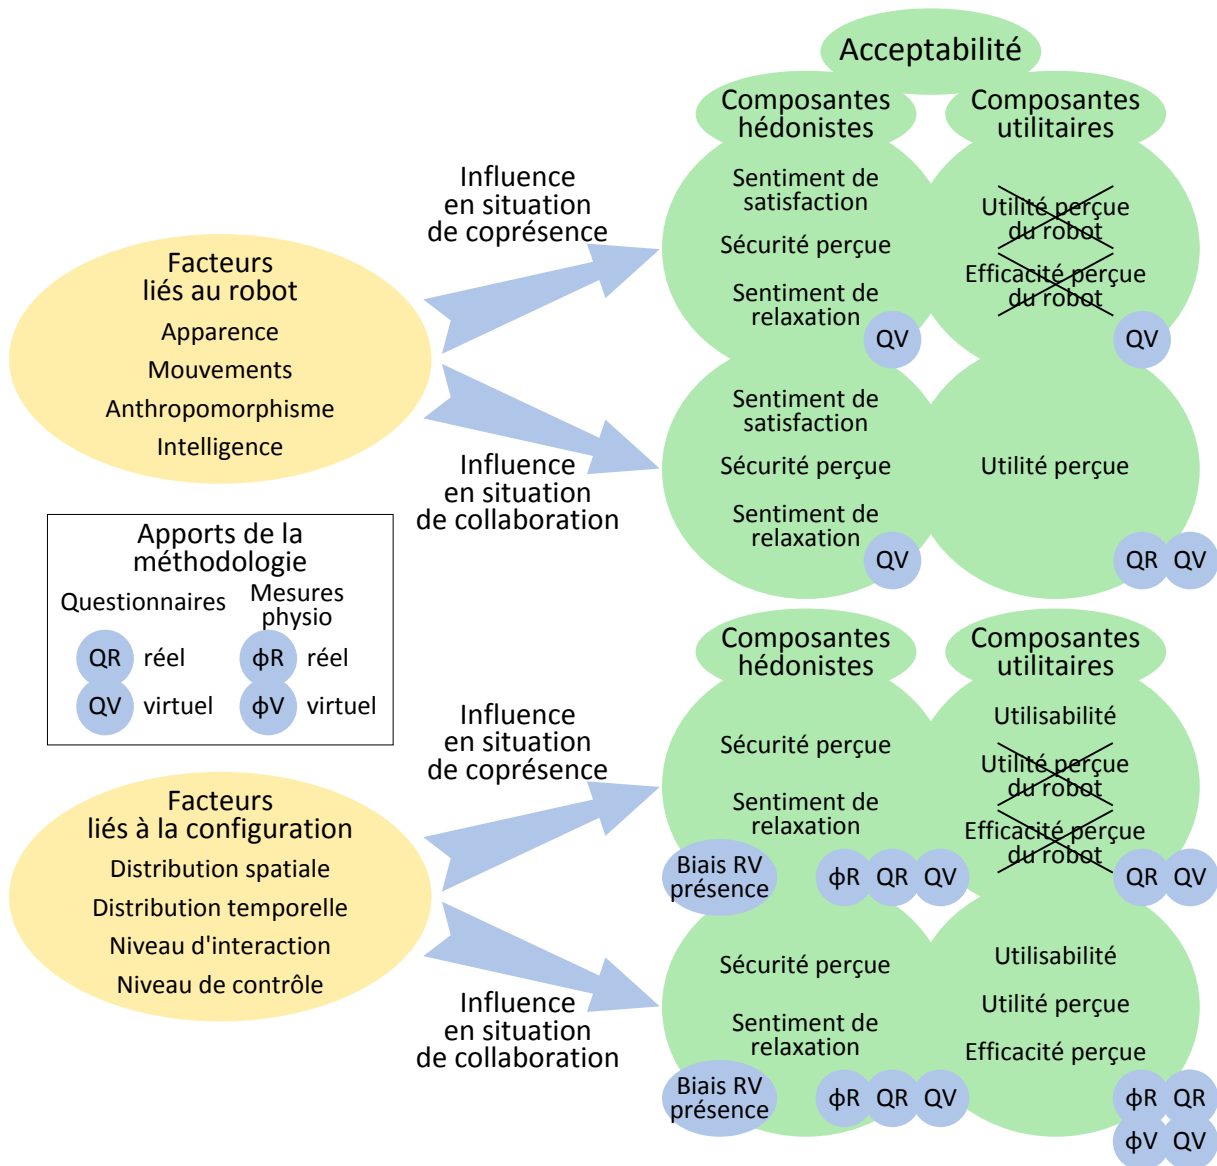 Acceptabilité
Composantes
hédonistes
Composantes
utilitaires
Influence
en situation
de coprésence
Sentiment de
satisfaction
Sécurité perçue
Sentiment de
relaxation
QV
Utilité perçue
du robot
Efficacité perçue
du robot
QV
Facteurs
liés au robot
Apparence
Mouvements
Anthropomorphisme
Intelligence
Influence
en situation
de collaboration
Sentiment de
satisfaction
Sécurité perçue
Sentiment de
relaxation
QV
Utilité perçue
QR QV
Apports de la
méthodologie
Questionnaires
Mesures
physio
QR réel
ϕR réel
QV virtuel
ϕV virtuel
Composantes
hédonistes
Composantes
utilitaires
Influence
en situation
de coprésence
Sécurité perçue
Sentiment de
relaxation
Biais RV
présence
ϕR QR QV
Utilisabilité
Utilité perçue
du robot
Efficacité perçue
du robot
QR QV
Facteurs
liés à la configuration
Distribution spatiale
Distribution temporelle
Niveau d'interaction
Niveau de contrôle
Influence
en situation
de collaboration
Sécurité perçue
Sentiment de
relaxation
Biais RV
présence
ϕR QR QV
Utilisabilité
Utilité perçue
Efficacité perçue
ϕR QR
ϕV QV